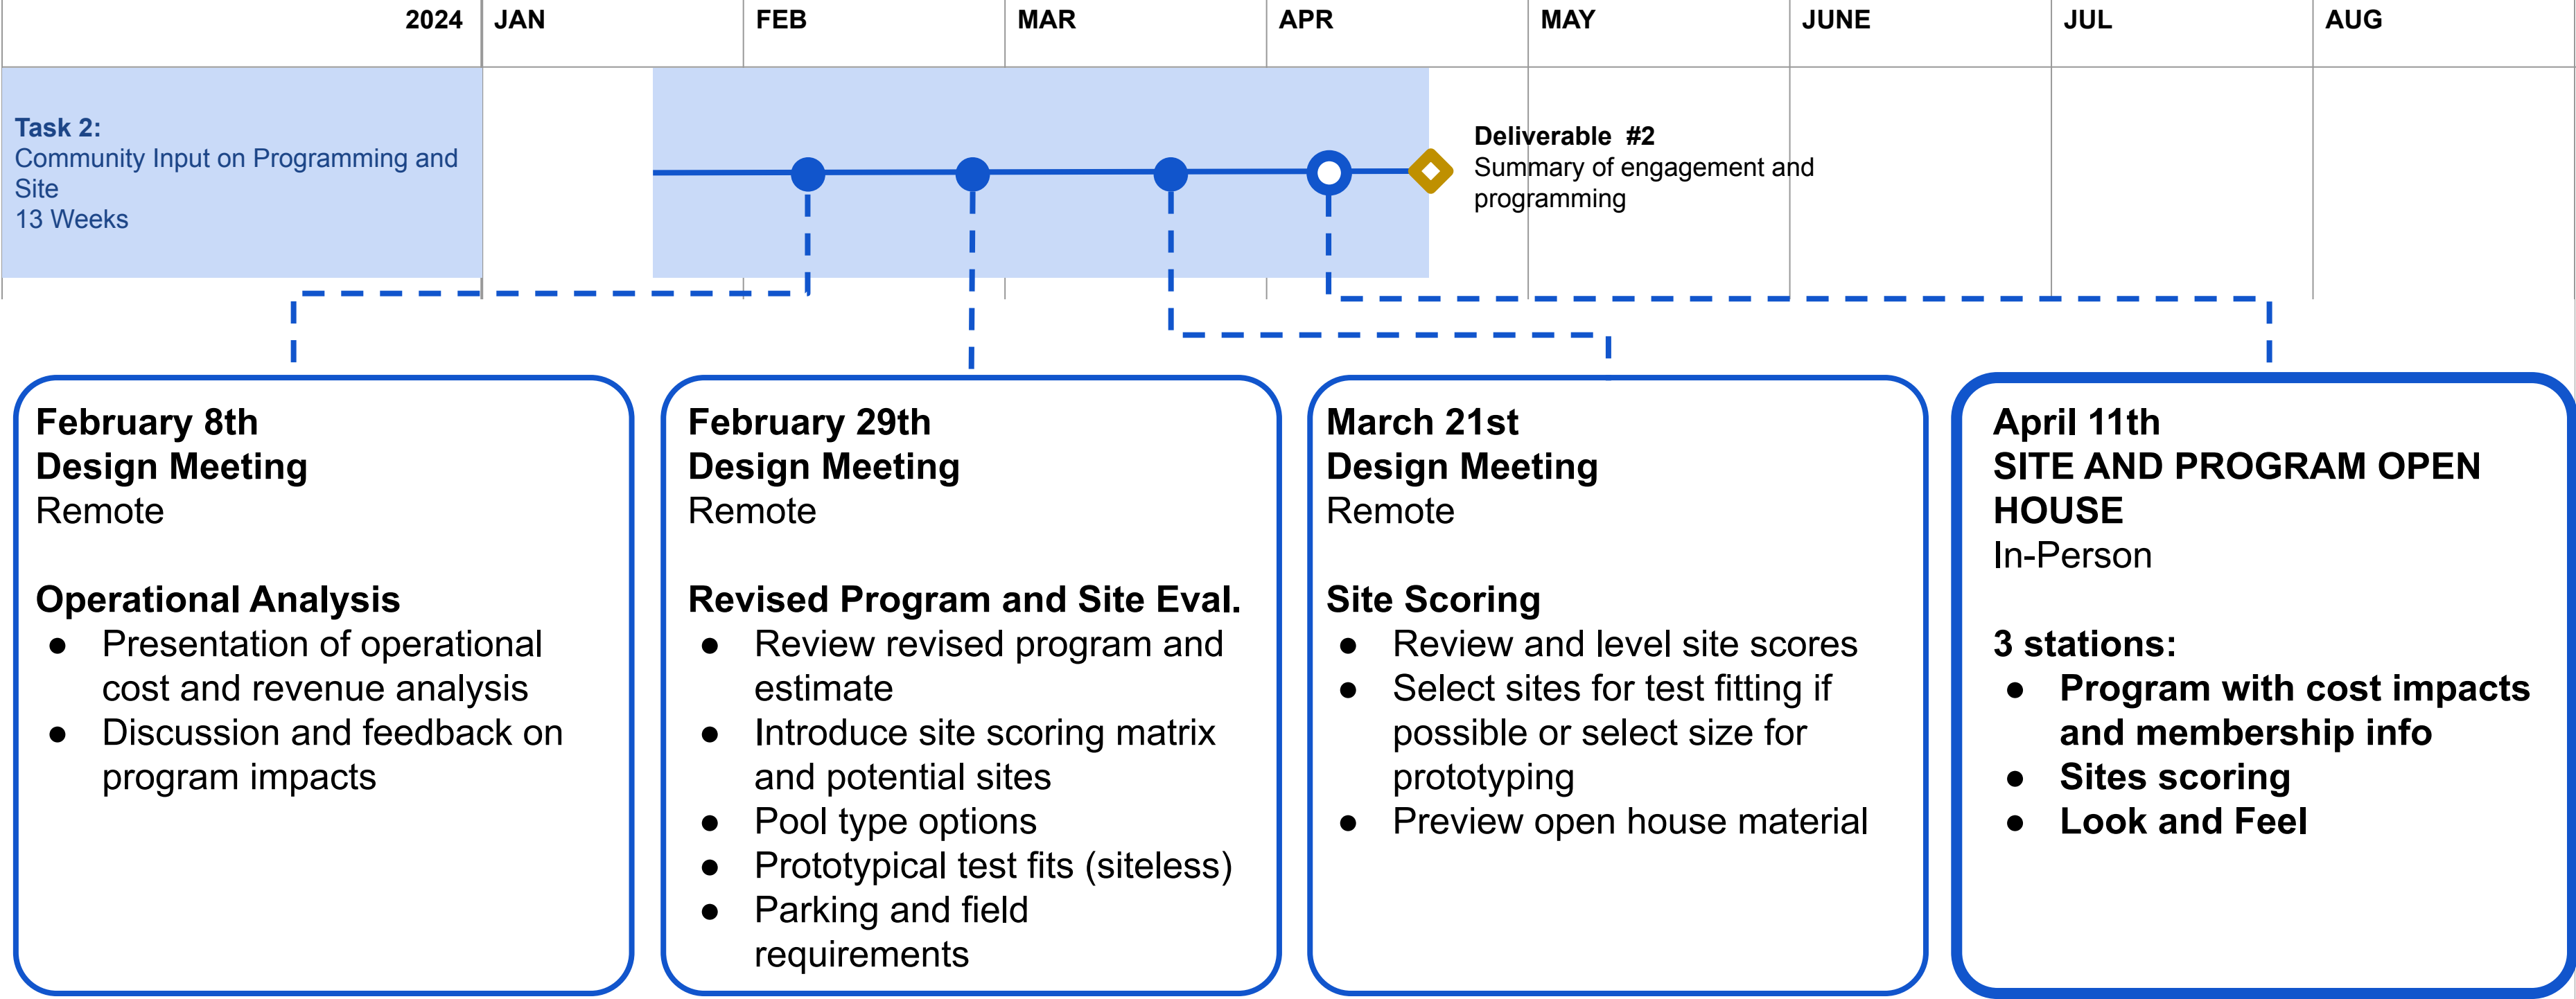 2024 JAN FEB MAR APR MAY JUNE JUL AUG
Task 2:
Community Input on Programming and
Site
13 Weeks
Deliverable #2
Summary of engagement and
programming
February 8th
Design Meeting
Remote
Operational Analysis
● Presentation of operational
cost and revenue analysis
● Discussion and feedback on
program impacts
February 29th
Design Meeting
Remote
Revised Program and Site Eval.
● Review revised program and
estimate
● Introduce site scoring matrix
and potential sites
● Pool type options
● Prototypical test fits (siteless)
● Parking and field
requirements
March 21st
Design Meeting
Remote
Site Scoring
● Review and level site scores
● Select sites for test fitting if
possible or select size for
prototyping
● Preview open house material
April 11th
SITE AND PROGRAM OPEN
HOUSE
In-Person
3 stations:
● Program with cost impacts
and membership info
● Sites scoring
● Look and Feel